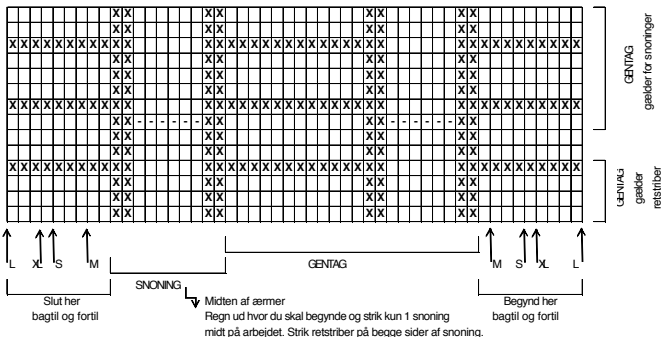 GENTAG
gælder for snoninger
GENTAG
gælder
retstriber
L XL S M
M S XL L
GENTAG
SNONING
Slut her
bagtil og fortil
Begynd her
bagtil og fortil
Midten af ærmer
Regn ud hvor du skal begynde og strik kun 1 snoning
midt på arbejdet. Strik retstriber på begge sider af snoning.